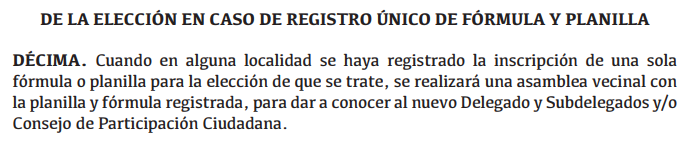 DE LA ELECCIÓN EN CASO DE REGISTRO ÚNICO DE FÓRMULA Y PLANILLA
DÉCIMA. Cuando en alguna localidad se haya registrado la inscripción de una sola
fórmula o planilla para la elección de que se trate, se realizará una asamblea vecinal con
la planilla y fórmula registrada, para dar a conocer al nuevo Delegado y Subdelegados y/o
Consejo de Participación Ciudadana.